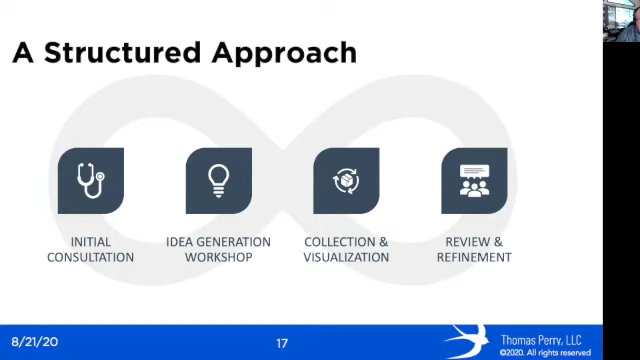 A Structured Approach
INITIAL
CONSULTATION
IDEA GENERATION
WORKSHOP
COLLECTION &
VISUALIZATION
REVIEW &
REFINEMENT
8/21/20
17
Thomas Perry, LLC
©2020. All rights reserved